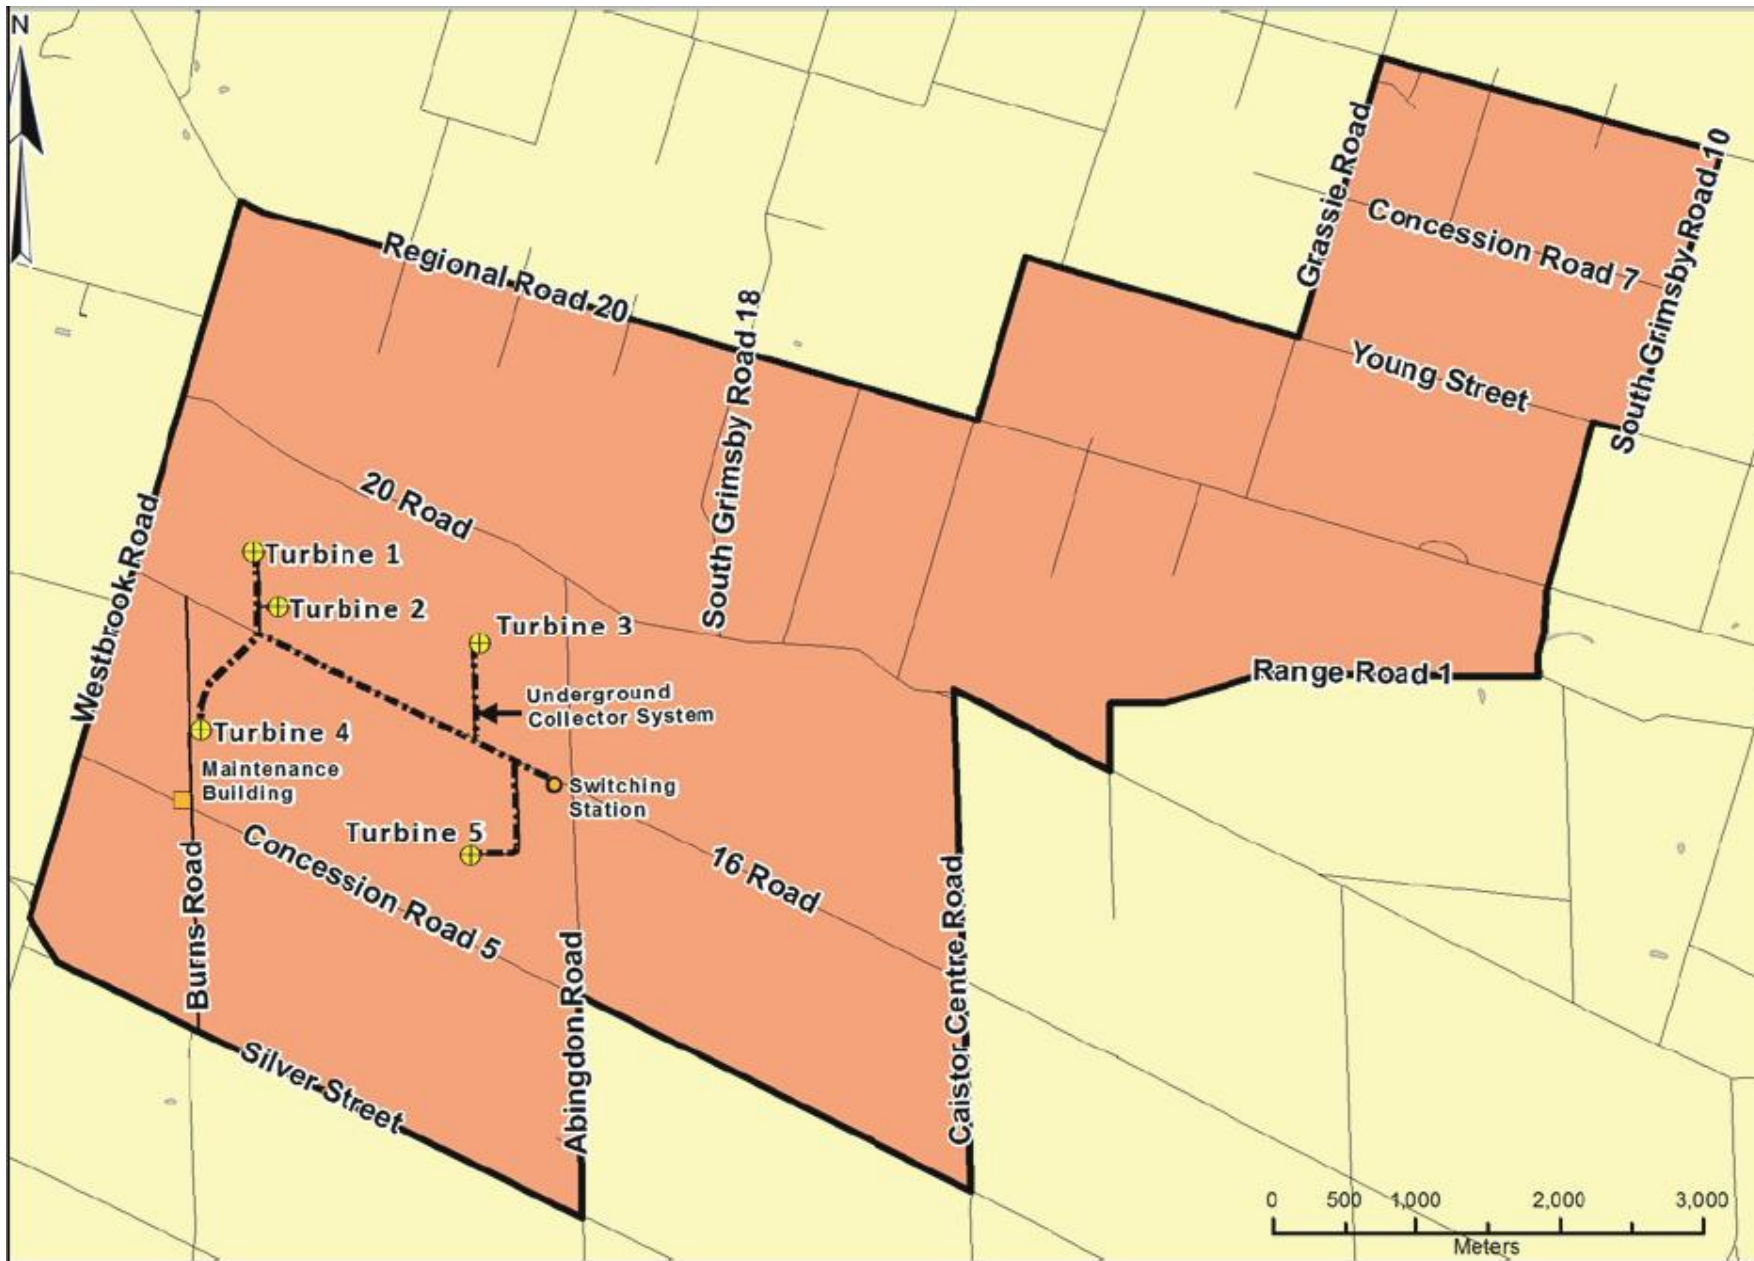 N
South Grimsby Road 10
Grassie Road
Concession Road 7
Regional Road 20
South Grimsby Road 18
Young Street
20 Road
Westbrook Road
Turbine 1
Turbine 2
Turbine 3
Range Road 1
Underground
Collector System
Turbine 4
Maintenance
Building
Switching
Station
Turbine 5
Concession Road 5
16 Road
Burns Road
Abingdon Road
Caistor Centre Road
Silver Street
0 500 1,000 2,000 3,000
Meters